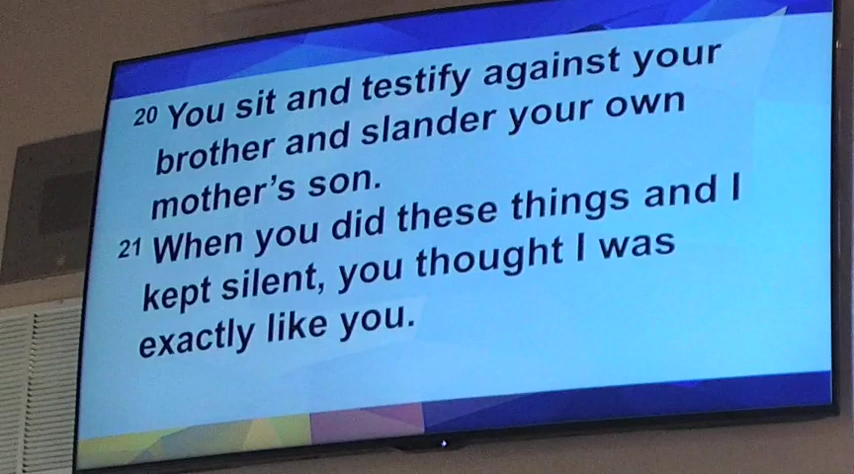 20 You sit and testify against your
brother and slander your own
mother's son.
21 When you did these things and I
kept silent, you thought I was
exactly like you.